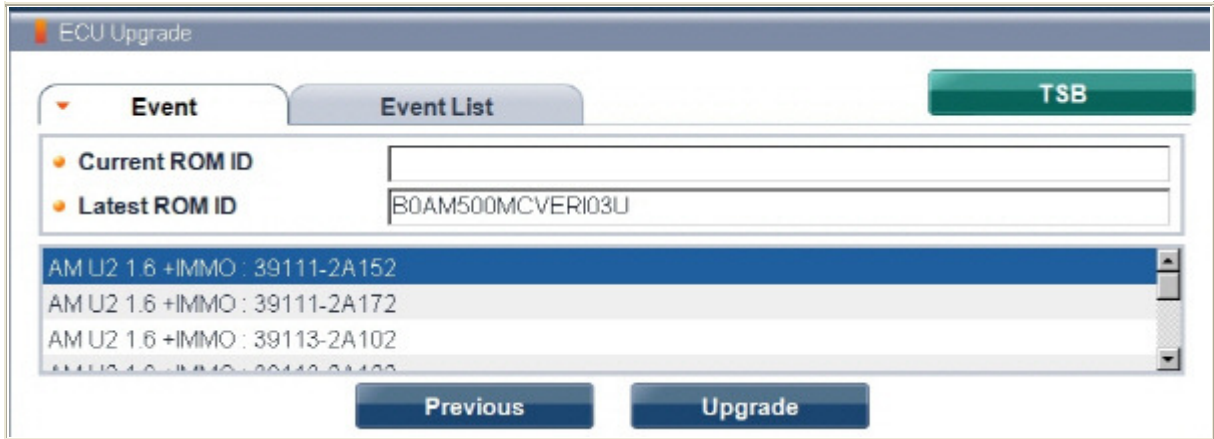 ECU Upgrade
Event Event List TSB
Current ROM ID
Latest ROM ID B0AM500MCVERI03U
AM U2 1.6 +IMMO : 39111-2A152
AM U2 1.6 +IMMO : 39111-2A172
AM U2 1.6 +IMMO : 39113-2A102
Previous Upgrade